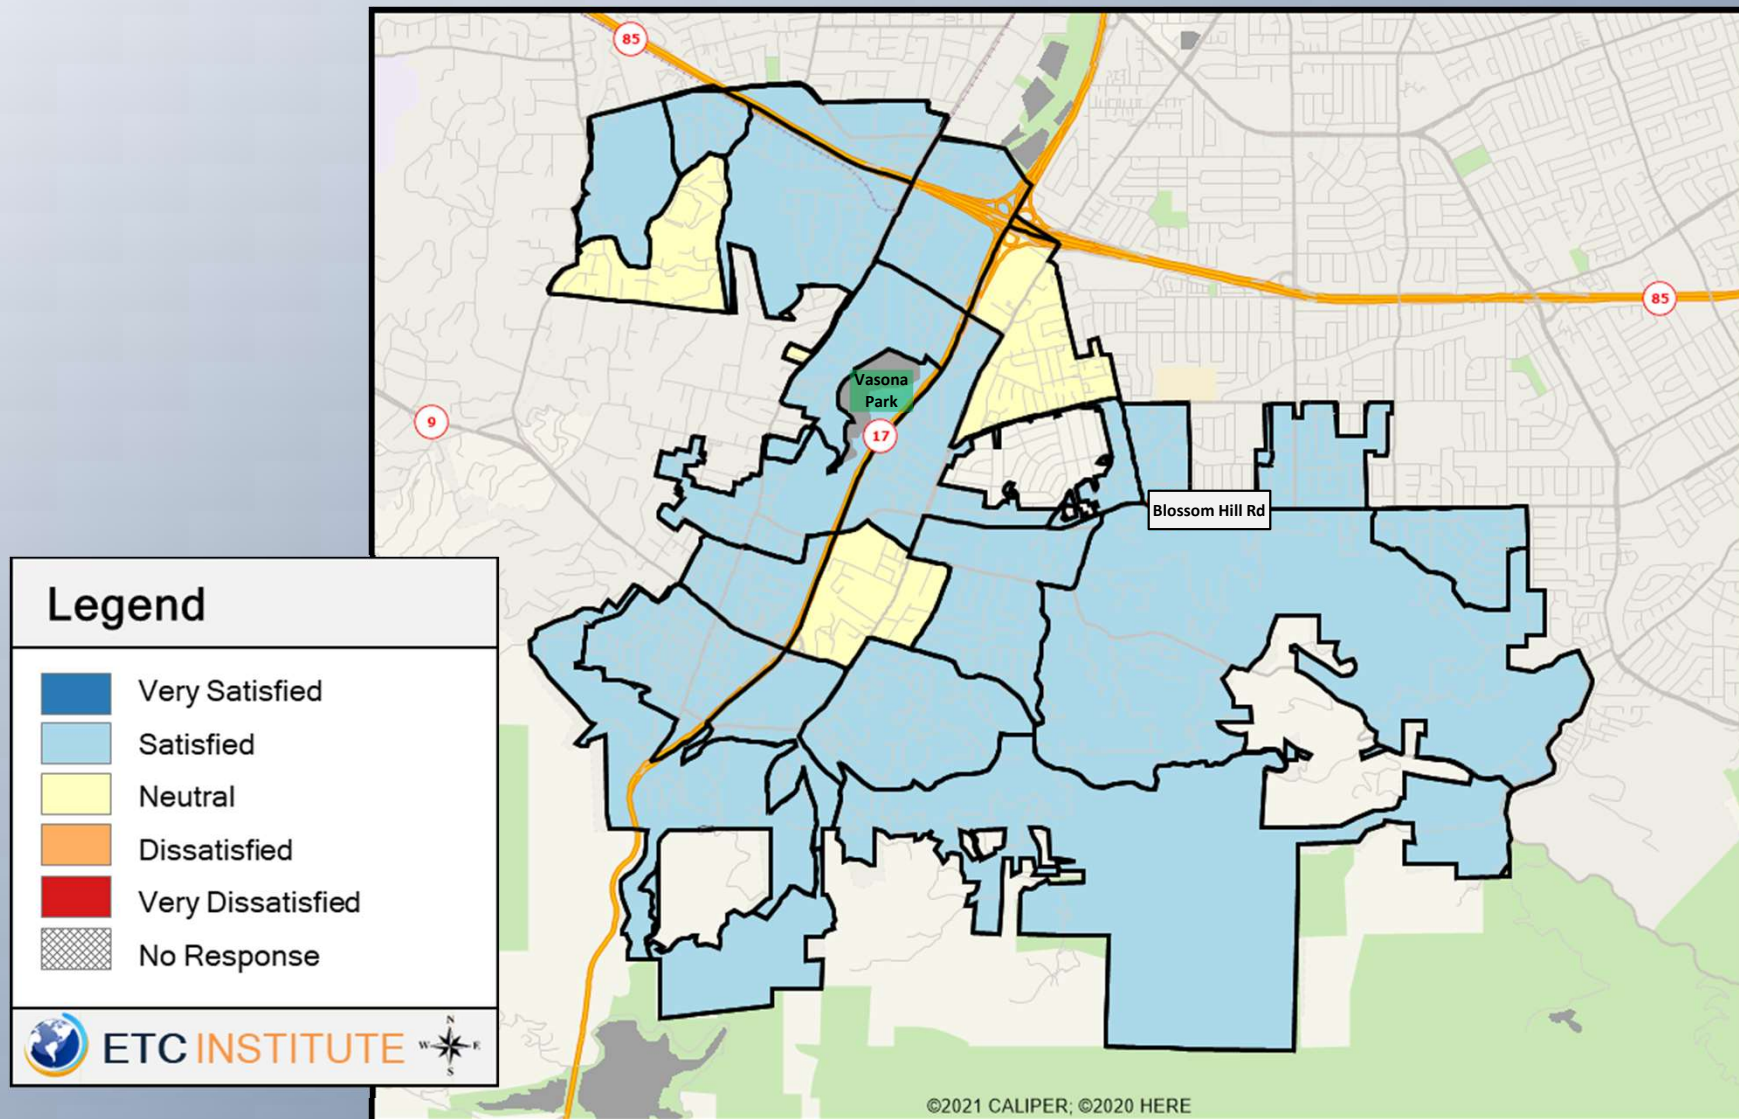 85
85
9
Vasona
Park
17
Blossom Hill Rd
Legend
Very Satisfied
Satisfied
Neutral
Dissatisfied
Very Dissatisfied
No Response
ETC INSTITUTE
N
W E
S
©2021 CALIPER; ©2020 HERE